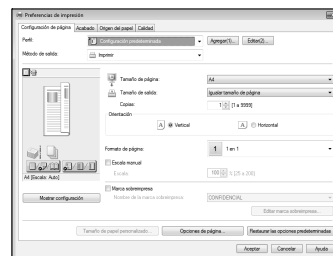 Preferencias de impresión
Configuración de página Acabado Origen del papel Calidad
Perfil: Configuración predeterminada Agregar(1)... Editar(2)...
Método de salida: Imprimir
Tamaño de página: A4
Tamaño de salida: Igualar tamaño de página
Copias: 1 [1 a 9999]
Orientación
A Vertical A Horizontal
Formato de página: 1 1 en 1
Escala manual
Escala: 100 % [25 a 200]
A4 [Escala: Auto]
Marca sobreimpresa
Mostrar configuración Nombre de la marca sobreimpresa: CONFIDENCIAL
Editar marca sobreimpresa...
Tamaño de papel personalizado... Opciones de página... Restaurar las opciones predeterminadas
Aceptar Cancelar Ayuda